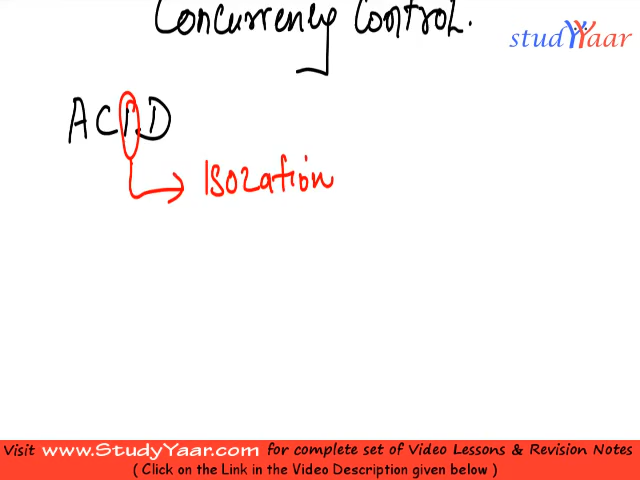 Concurrency Control.
studYYaar
ACID
Isolation
Visit www.StudyYaar.com for complete set of Video Lessons & Revision Notes
( Click on the Link in the Video Description given below )